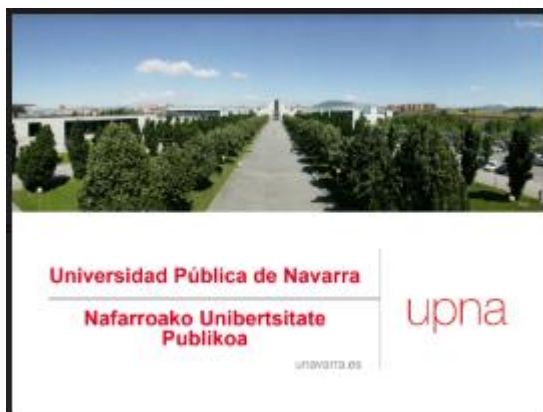 Universidad Pública de Navarra
Nafarroako Unibertsitate
Publikoa
unavarra.es
upna